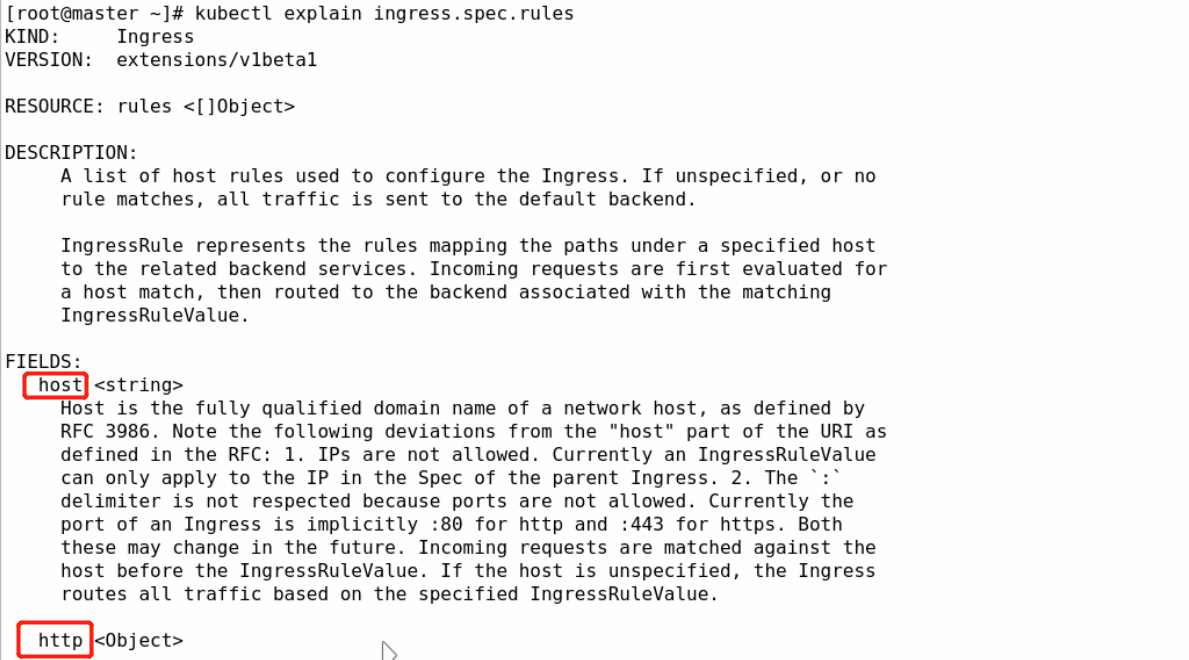 [root@master ~]# kubectl explain ingress.spec.rules
KIND:     Ingress
VERSION:  extensions/v1beta1
RESOURCE: rules <[]Object>
DESCRIPTION:
A list of host rules used to configure the Ingress. If unspecified, or no
rule matches, all traffic is sent to the default backend.
IngressRule represents the rules mapping the paths under a specified host
to the related backend services. Incoming requests are first evaluated for
a host match, then routed to the backend associated with the matching
IngressRuleValue.
FIELDS:
host <string>
Host is the fully qualified domain name of a network host, as defined by
RFC 3986. Note the following deviations from the "host" part of the URI as
defined in the RFC: 1. IPs are not allowed. Currently an IngressRuleValue
can only apply to the IP in the Spec of the parent Ingress. 2. The `:`
delimiter is not respected because ports are not allowed. Currently the
port of an Ingress is implicitly :80 for http and :443 for https. Both
these may change in the future. Incoming requests are matched against the
host before the IngressRuleValue. If the host is unspecified, the Ingress
routes all traffic based on the specified IngressRuleValue.
http <Object>